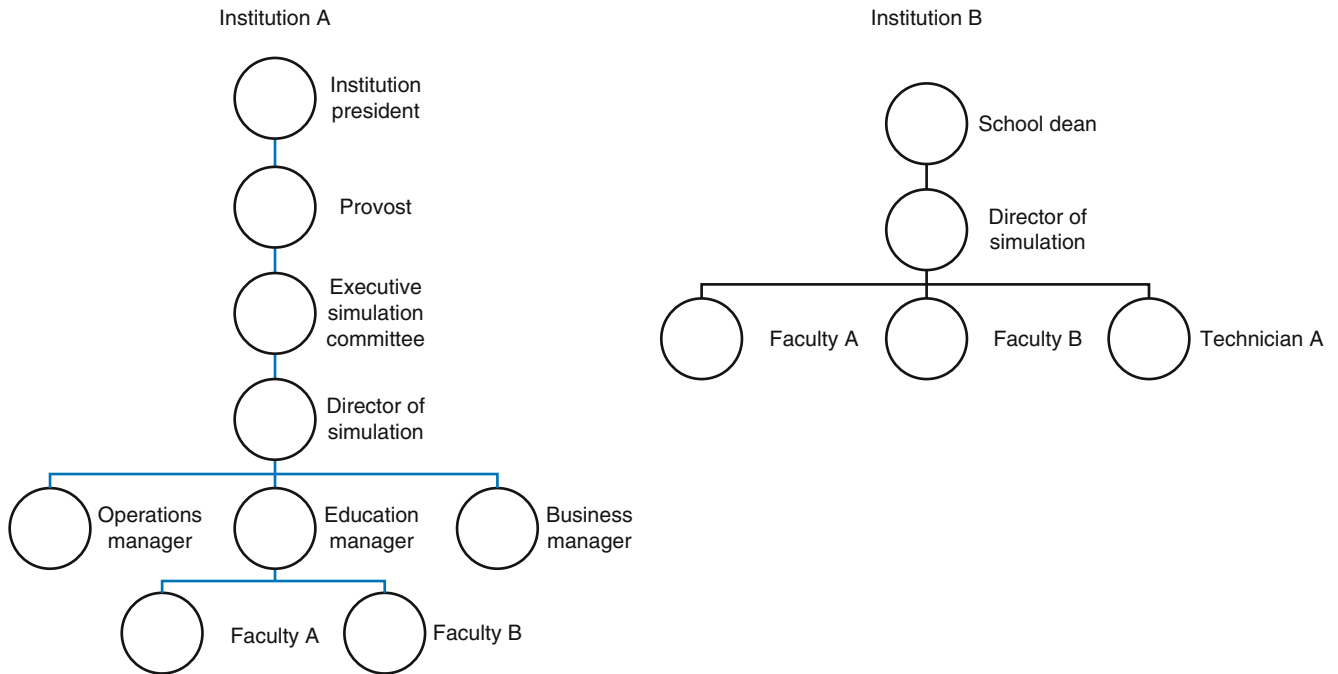 Institution A
Institution
president
Provost
Executive
simulation
committee
Director of
simulation
Operations
manager
Education
manager
Business
manager
Faculty A
Faculty B
Institution B
School dean
Director of
simulation
Faculty A
Faculty B
Technician A